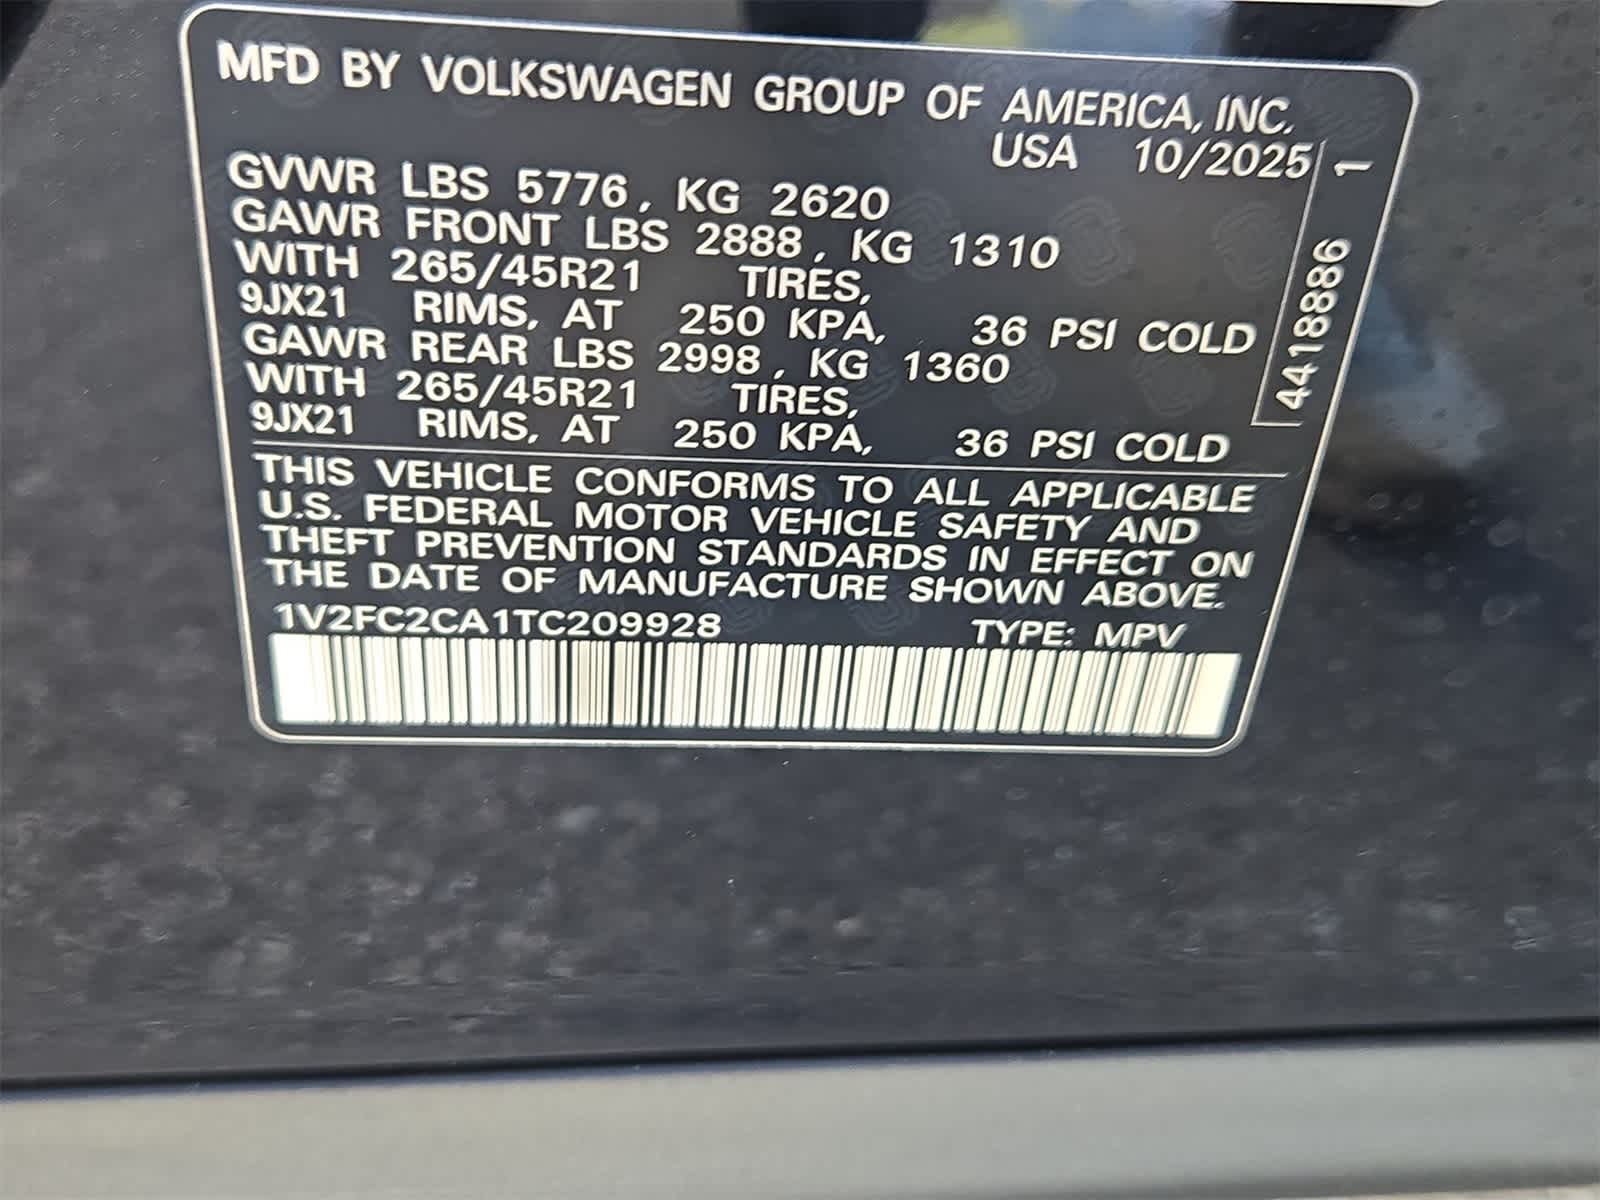 MFD BY VOLKSWAGEN GROUP OF AMERICA, INC.
USA 10/2025
GVWR LBS 5776, KG 2620
GAWR FRONT LBS 2888, KG 1310
WITH 265/45R21 TIRES,
9JX21 RIMS, AT 250 KPA, 36 PSI COLD
GAWR REAR LBS 2998, KG 1360
WITH 265/45R21 TIRES,
9JX21 RIMS, AT 250 KPA, 36 PSI COLD
THIS VEHICLE CONFORMS TO ALL APPLICABLE
U.S. FEDERAL MOTOR VEHICLE SAFETY AND
THEFT PREVENTION STANDARDS IN EFFECT ON
THE DATE OF MANUFACTURE SHOWN ABOVE.
1V2FC2CA1TC209928 TYPE: MPV
4418886 1